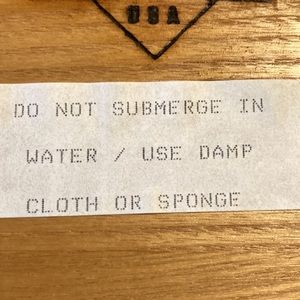 USA
DO NOT SUBMERGE IN
WATER / USE DAMP
CLOTH OR SPONGE